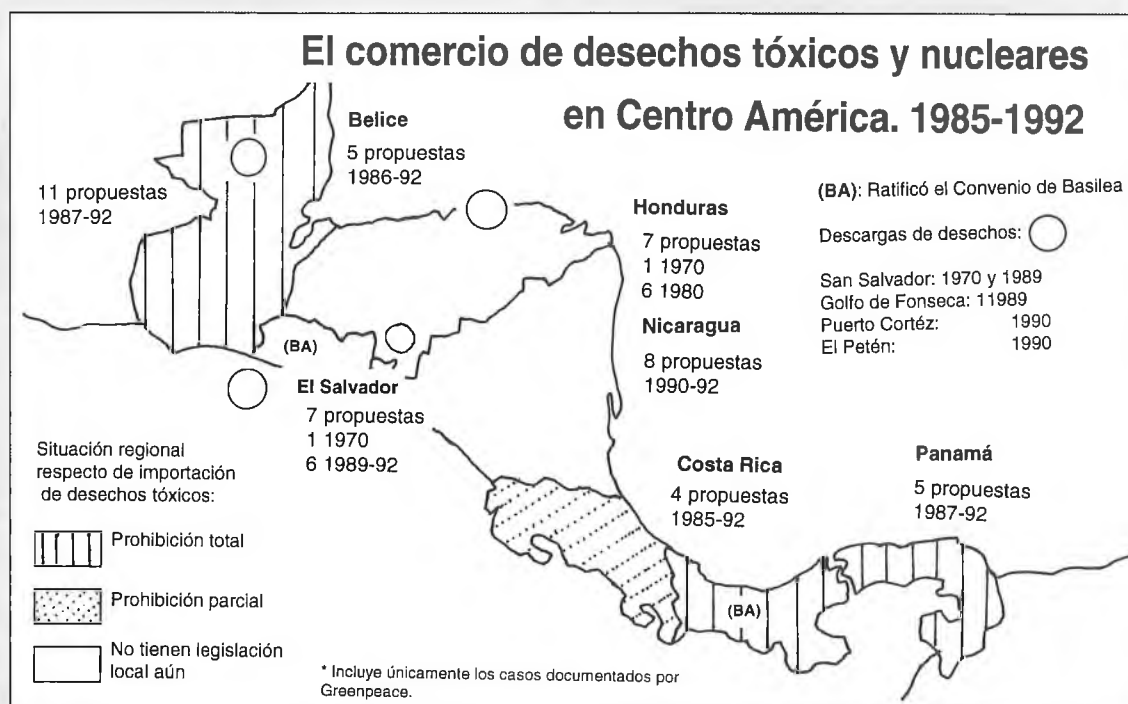 El comercio de desechos tóxicos y nucleares
en Centro América. 1985-1992
Belice
5 propuestas
1986-92
11 propuestas
1987-92
Honduras
7 propuestas
1 1970
6 1980
Nicaragua
8 propuestas
1990-92
(BA): Ratificó el Convenio de Basilea
Descargas de desechos:
San Salvador: 1970 y 1989
Golfo de Fonseca: 11989
Puerto Cortéz: 1990
El Petén: 1990
(BA)
El Salvador
7 propuestas
1 1970
6 1989-92
Costa Rica
4 propuestas
1985-92
Panamá
5 propuestas
1987-92
(BA)
Situación regional
respecto de importación
de desechos tóxicos:
Prohibición total
Prohibición parcial
No tienen legislación
local aún
* Incluye únicamente los casos documentados por
Greenpeace.